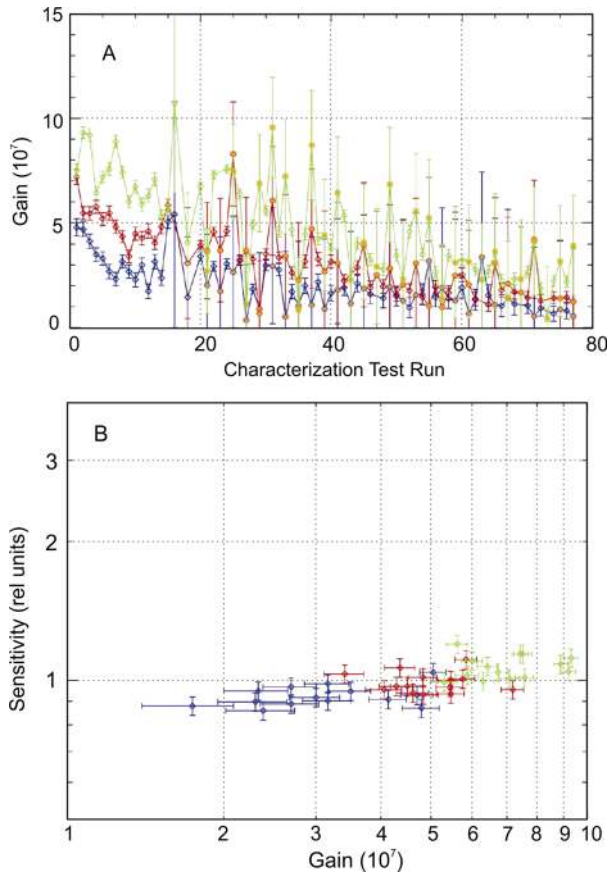 15
A
10
Gain (10⁷)
5
0
0 20 40 60 80
Characterization Test Run
B
3
2
Sensitivity (rel units)
1
1 2 3 4 5 6 7 8 9 10
Gain (10⁷)